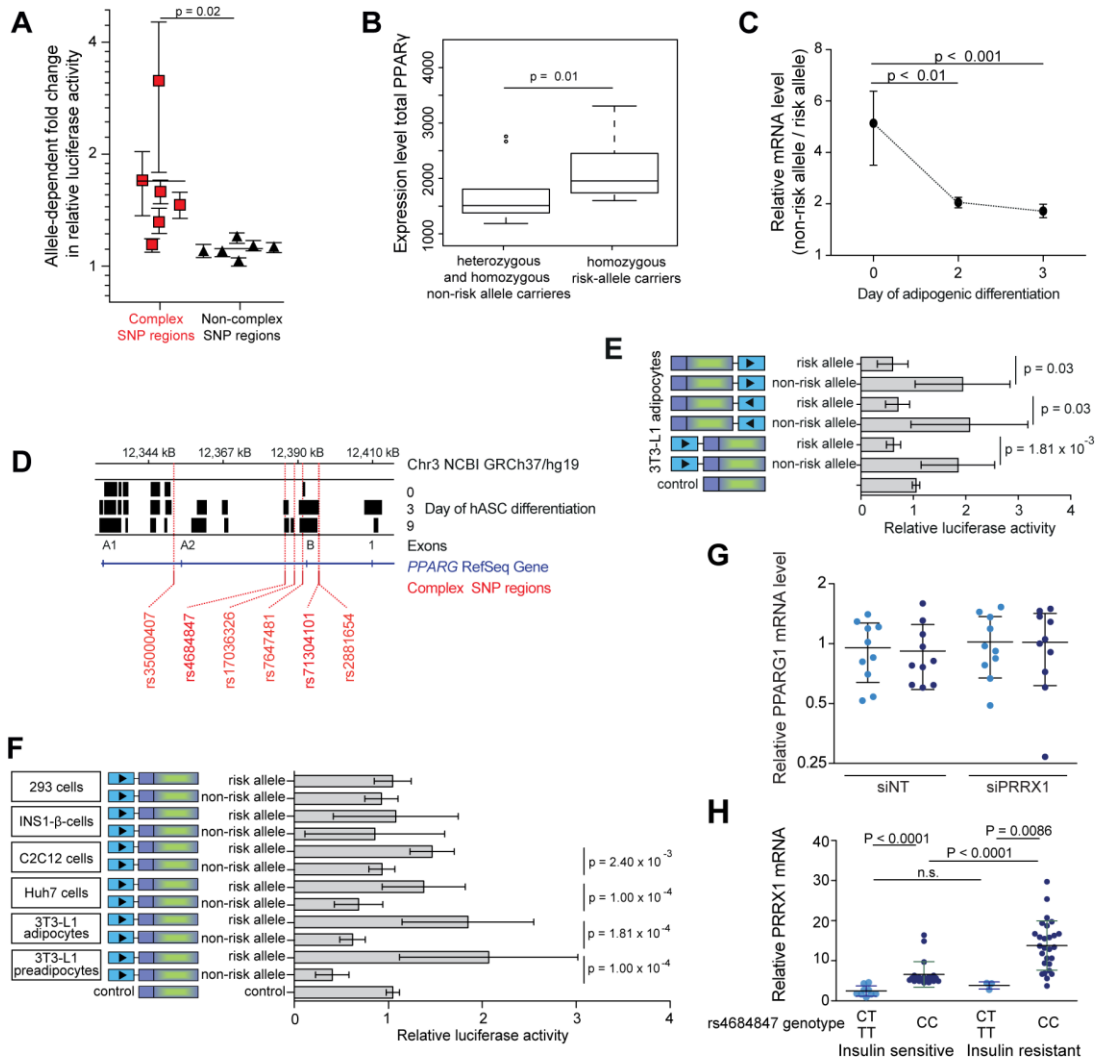 A
p = 0.02
Allele-dependent fold change
in relative luciferase activity
4
2
1
Complex
SNP regions
Non-complex
SNP regions
B
p = 0.01
Expression level total PPARγ
4000
3000
2000
1000
heterozygous
and homozygous
non-risk allele carrieres
homozygous
risk-allele carriers
C
Relative mRNA level
(non-risk allele / risk allele)
8
6
4
2
1
p < 0.001
p < 0.01
0 2 3
Day of adipogenic differentiation
D
12,344 kB 12,367 kB 12,390 kB 12,410 kB
Chr3 NCBI GRCh37/hg19
0
3 Day of hASC differentiation
9
A1 A2 B 1 Exons
PPARG RefSeq Gene
Complex SNP regions
rs35000407
rs4684847
rs17036326
rs7647481
rs71304101
rs2881654
E
3T3-L1 adipocytes
risk allele
non-risk allele
risk allele
non-risk allele
risk allele
non-risk allele
control
p = 0.03
p = 0.03
p = 1.81 x 10⁻³
0 1 2 3 4
Relative luciferase activity
F
293 cells
INS1-β-cells
C2C12 cells
Huh7 cells
3T3-L1
adipocytes
3T3-L1
preadipocytes
control
risk allele
non-risk allele
risk allele
non-risk allele
risk allele
non-risk allele
risk allele
non-risk allele
risk allele
non-risk allele
risk allele
non-risk allele
control
p = 2.40 x 10⁻³
p = 1.00 x 10⁻⁴
p = 1.81 x 10⁻⁴
p = 1.00 x 10⁻⁴
0 1 2 3 4
Relative luciferase activity
G
Relative PPARG1 mRNA level
2
1
0.5
0.25
siNT siPRRX1
H
Relative PRRX1 mRNA
40
30
20
10
0
P < 0.0001
P = 0.0086
P < 0.0001
n.s.
rs4684847 genotype
CT
TT
CC
CT
TT
CC
Insulin sensitive Insulin resistant